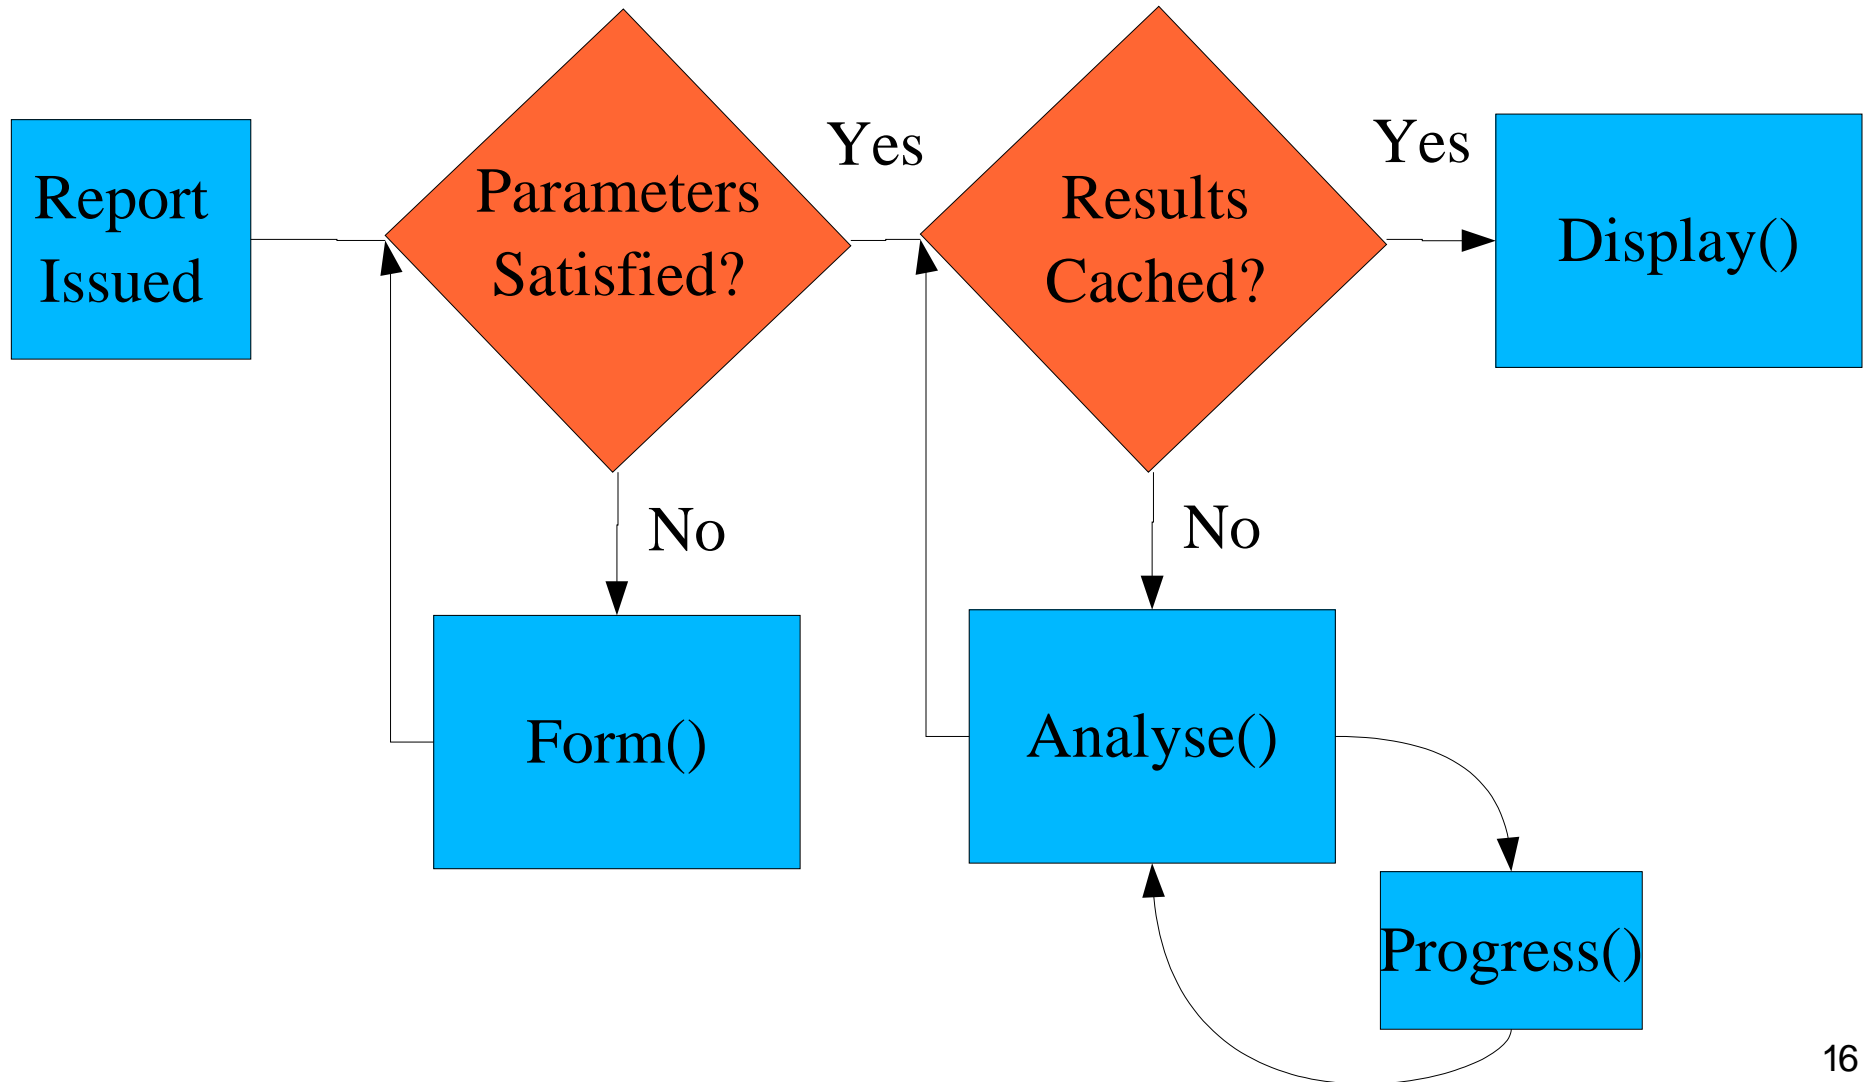 Report
Issued
Parameters
Satisfied?
Yes
Results
Cached?
Yes
Display()
No
No
Form()
Analyse()
Progress()
16